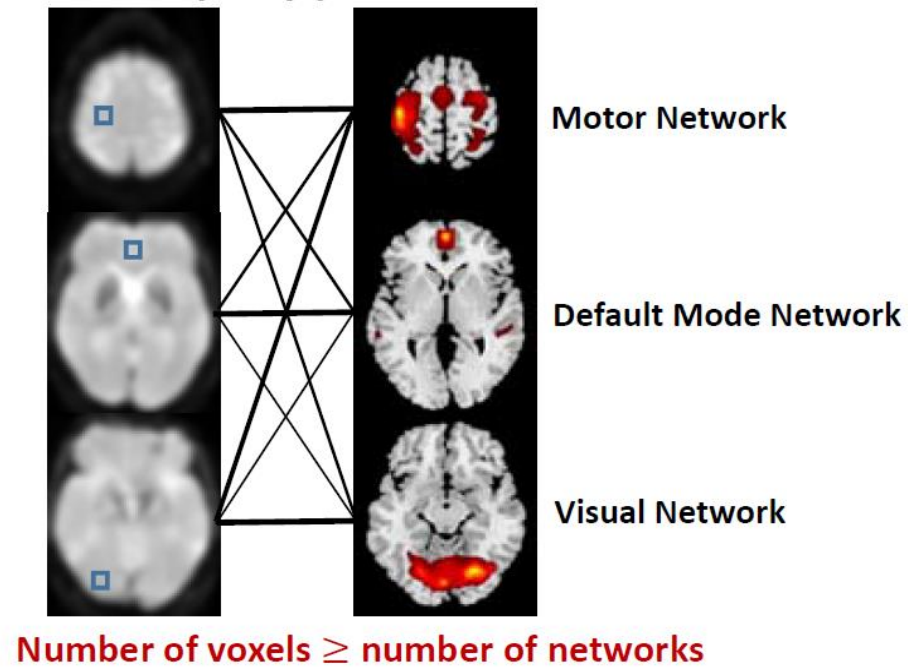 Motor Network
Default Mode Network
Visual Network
Number of voxels ≥ number of networks